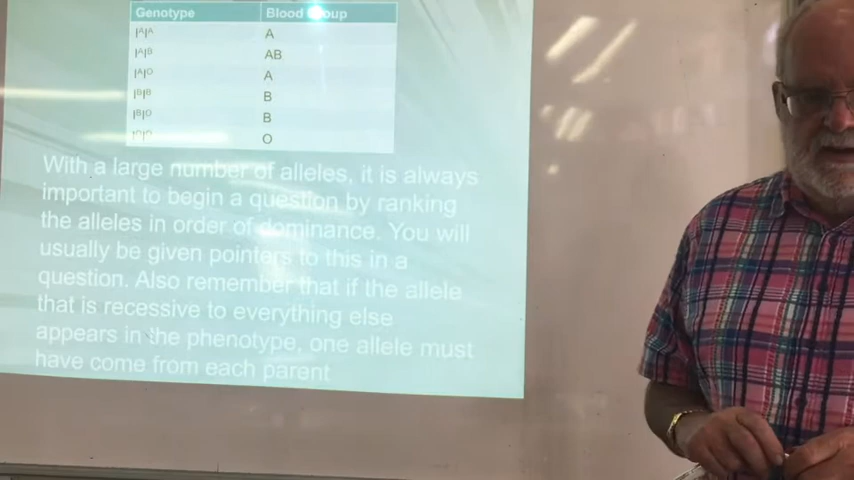 Genotype Blood Group
IᴬIᴬ A
IᴬIᴮ AB
IᴬIᴼ A
IᴮIᴮ B
IᴮIᴼ B
IᴼIᴼ O
With a large number of alleles, it is always
important to begin a question by ranking
the alleles in order of dominance. You will
usually be given pointers to this in a
question. Also remember that if the allele
that is recessive to everything else
appears in the phenotype, one allele must
have come from each parent